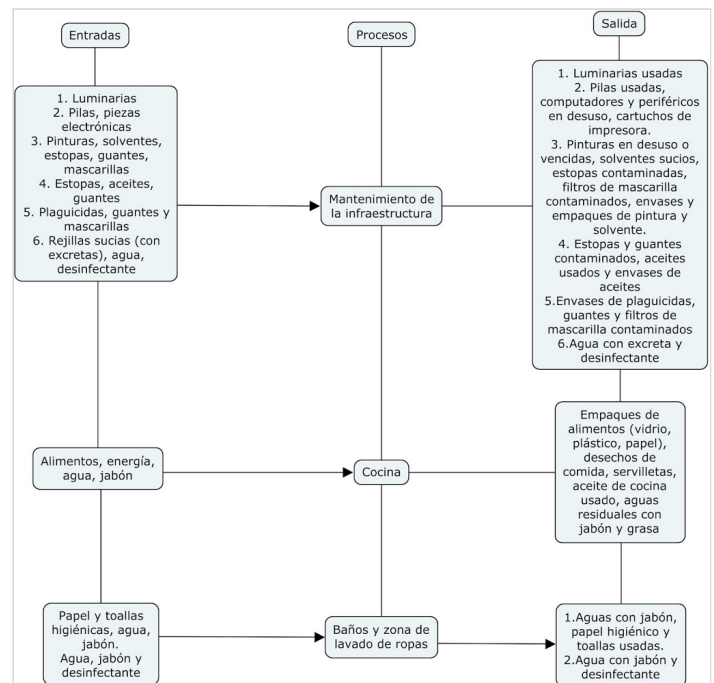 Entradas
Procesos
Salida
1. Luminarias
2. Pilas, piezas
electrónicas
3. Pinturas, solventes,
estopas, guantes,
mascarillas
4. Estopas, aceites,
guantes
5. Plaguicidas, guantes y
mascarillas
6. Rejillas sucias (con
excretas), agua,
desinfectante
Mantenimiento de
la infraestructura
1. Luminarias usadas
2. Pilas usadas,
computadores y periféricos
en desuso, cartuchos de
impresora.
3. Pinturas en desuso o
vencidas, solventes sucios,
estopas contaminadas,
filtros de mascarilla
contaminados, envases y
empaques de pintura y
solvente.
4. Estopas y guantes
contaminados, aceites
usados y envases de
aceites
5.Envases de plaguicidas,
guantes y filtros de
mascarilla contaminados
6.Agua con excreta y
desinfectante
Alimentos, energía,
agua, jabón
Cocina
Empaques de
alimentos (vidrio,
plástico, papel),
desechos de
comida, servilletas,
aceite de cocina
usado, aguas
residuales con
jabón y grasa
Papel y toallas
higiénicas, agua,
jabón.
Agua, jabón y
desinfectante
Baños y zona de
lavado de ropas
1.Aguas con jabón,
papel higiénico y
toallas usadas.
2.Agua con jabón y
desinfectante